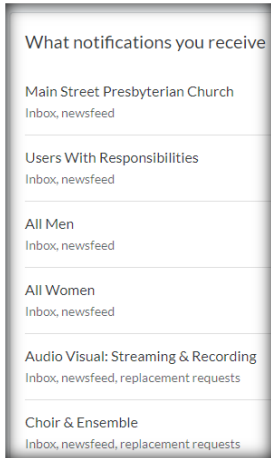 What notifications you receive
Main Street Presbyterian Church
Inbox, newsfeed
Users With Responsibilities
Inbox, newsfeed
All Men
Inbox, newsfeed
All Women
Inbox, newsfeed
Audio Visual: Streaming & Recording
Inbox, newsfeed, replacement requests
Choir & Ensemble
Inbox, newsfeed, replacement requests